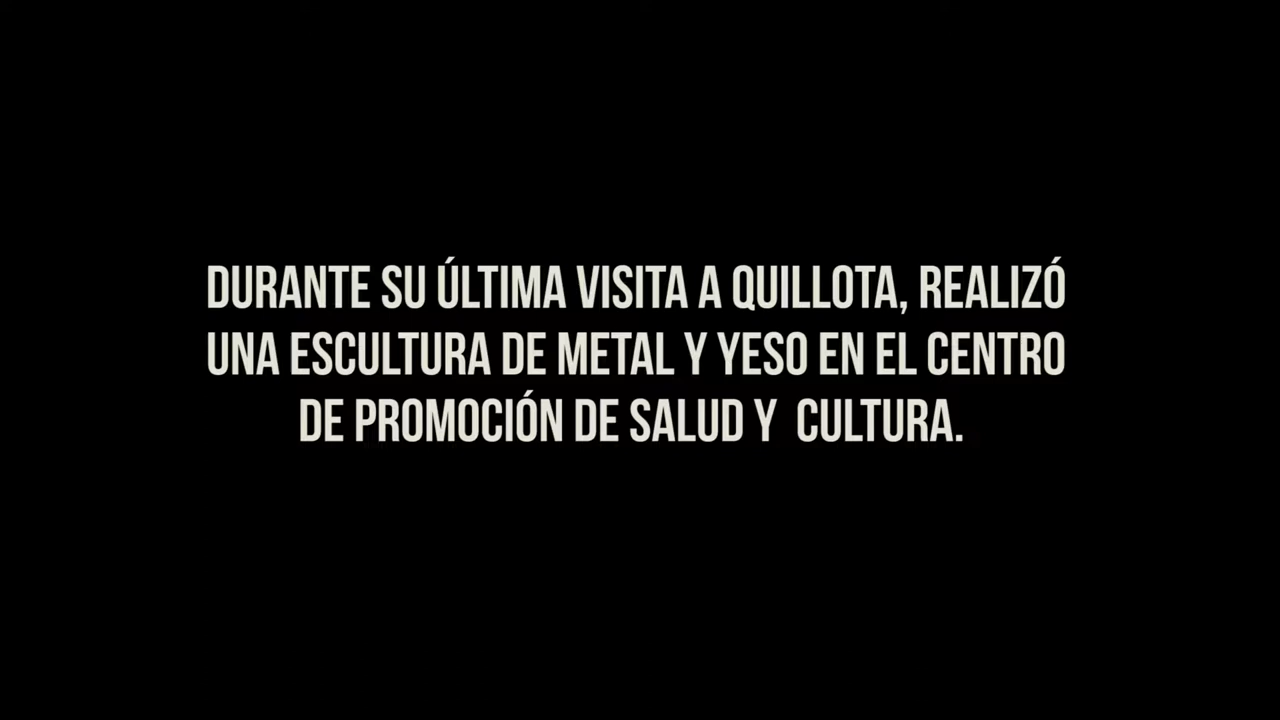 DURANTE SU ÚLTIMA VISITA A QUILLOTA, REALIZÓ
UNA ESCULTURA DE METAL Y YESO EN EL CENTRO
DE PROMOCIÓN DE SALUD Y  CULTURA.